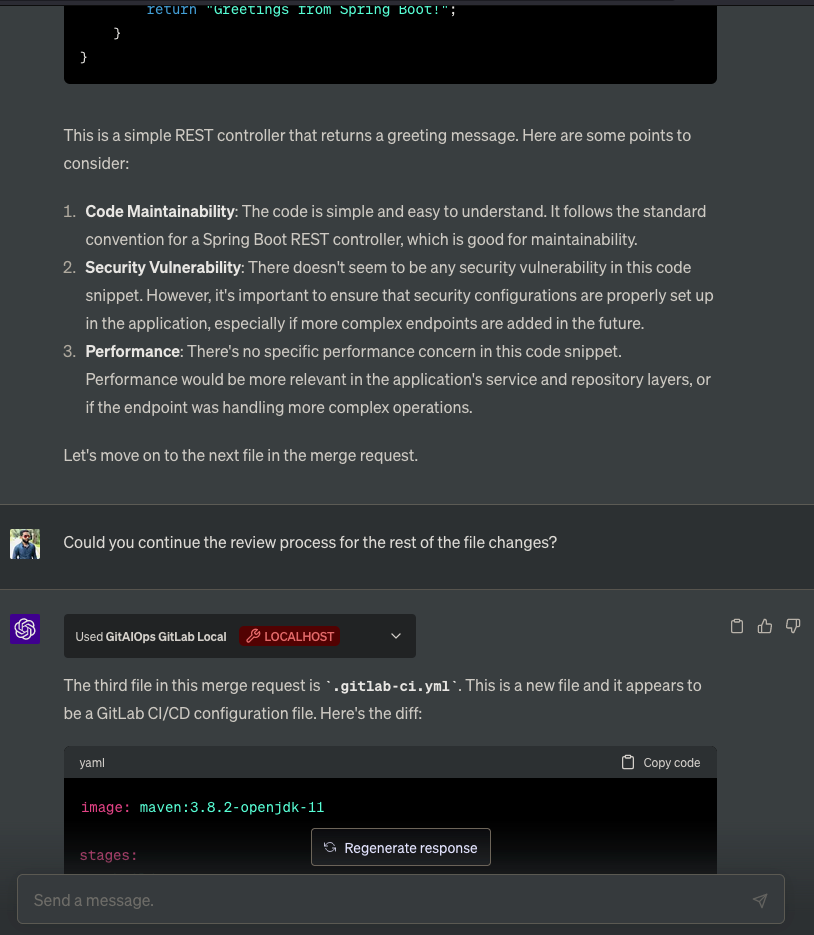 return "Greetings from Spring Boot!";
}
}
This is a simple REST controller that returns a greeting message. Here are some points to
consider:
1. Code Maintainability: The code is simple and easy to understand. It follows the standard
convention for a Spring Boot REST controller, which is good for maintainability.
2. Security Vulnerability: There doesn't seem to be any security vulnerability in this code
snippet. However, it's important to ensure that security configurations are properly set up
in the application, especially if more complex endpoints are added in the future.
3. Performance: There's no specific performance concern in this code snippet.
Performance would be more relevant in the application's service and repository layers, or
if the endpoint was handling more complex operations.
Let's move on to the next file in the merge request.
Could you continue the review process for the rest of the file changes?
Used GitAIOps GitLab Local LOCALHOST
The third file in this merge request is `.gitlab-ci.yml`. This is a new file and it appears to
be a GitLab CI/CD configuration file. Here's the diff:
yaml Copy code
image: maven:3.8.2-openjdk-11
stages:
Regenerate response
Send a message.